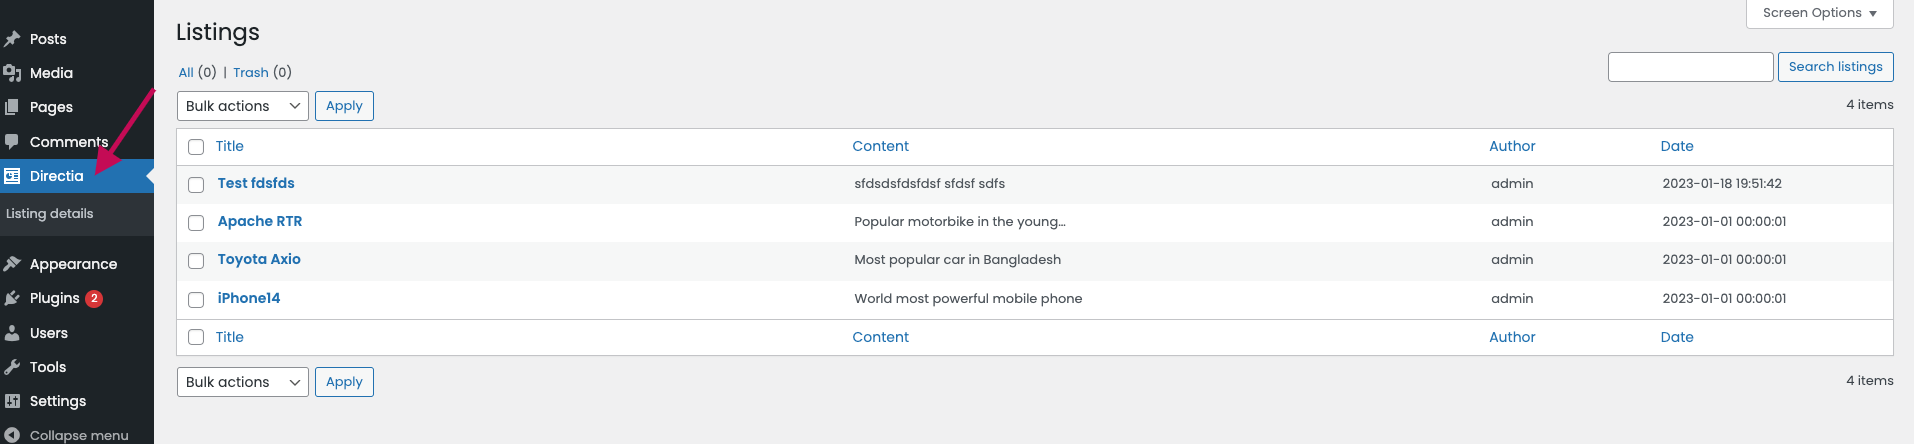 Posts
Media
Pages
Comments
Directia
Listing details
Appearance
Plugins 2
Users
Tools
Settings
Collapse menu
Screen Options
Listings
All (0) | Trash (0)
Search listings
Bulk actions Apply
4 items
Title Content Author Date
Test fdsfds sfdsdsfdsfdsf sfdsf sdfs admin 2023-01-18 19:51:42
Apache RTR Popular motorbike in the young... admin 2023-01-01 00:00:01
Toyota Axio Most popular car in Bangladesh admin 2023-01-01 00:00:01
iPhone14 World most powerful mobile phone admin 2023-01-01 00:00:01
Title Content Author Date
Bulk actions Apply
4 items